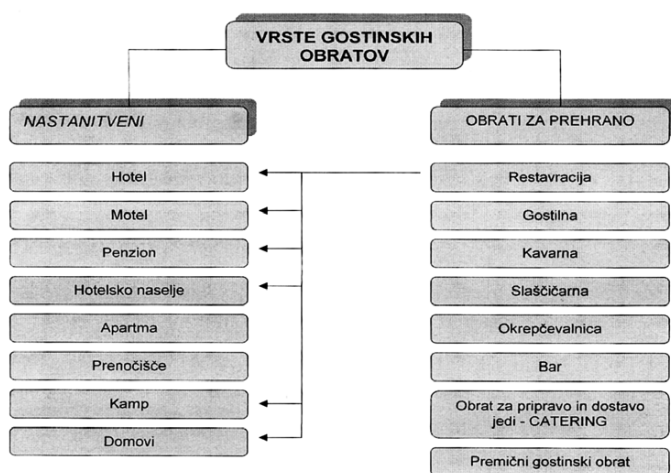 VRSTE GOSTINSKIH
OBRATOV
NASTANITVENI
Hotel
Motel
Penzion
Hotelsko naselje
Apartma
Prenočišče
Kamp
Domovi
OBRATI ZA PREHRANO
Restavracija
Gostilna
Kavarna
Slaščičarna
Okrepčevalnica
Bar
Obrat za pripravo in dostavo
jedi - CATERING
Premični gostinski obrat